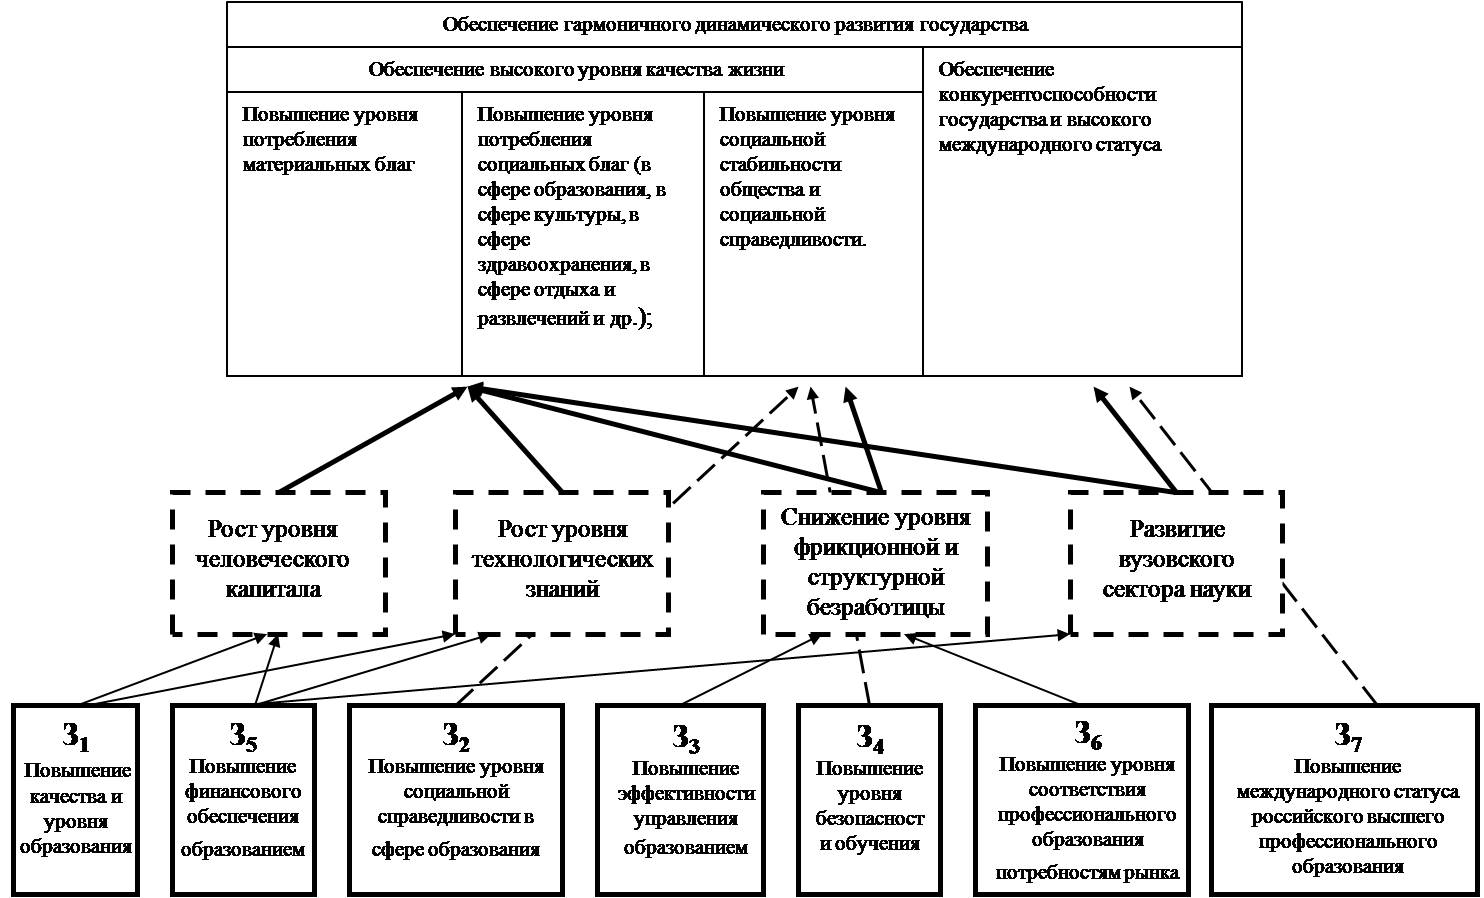 Обеспечение гармоничного динамического развития государства
Обеспечение высокого уровня качества жизни
Обеспечение
конкурентоспособности
государства и высокого
международного статуса
Повышение уровня
потребления
материальных благ
Повышение уровня
потребления
социальных благ (в
сфере образования, в
сфере культуры, в
сфере
здравоохранения, в
сфере отдыха и
развлечений и др.);
Повышение уровня
социальной
стабильности
общества и
социальной
справедливости.
Рост уровня
человеческого
капитала
Рост уровня
технологических
знаний
Снижение уровня
фрикционной и
структурной
безработицы
Развитие
вузовского
сектора науки
З1
Повышение
качества и
уровня
образования
З5
Повышение
финансового
обеспечения
образованием
З2
Повышение уровня
социальной
справедливости в
сфере образования
З3
Повышение
эффективности
управления
образованием
З4
Повышение
уровня
безопасност
и обучения
З6
Повышение уровня
соответствия
профессионального
образования
потребностям рынка
З7
Повышение
международного статуса
российского высшего
профессионального
образования